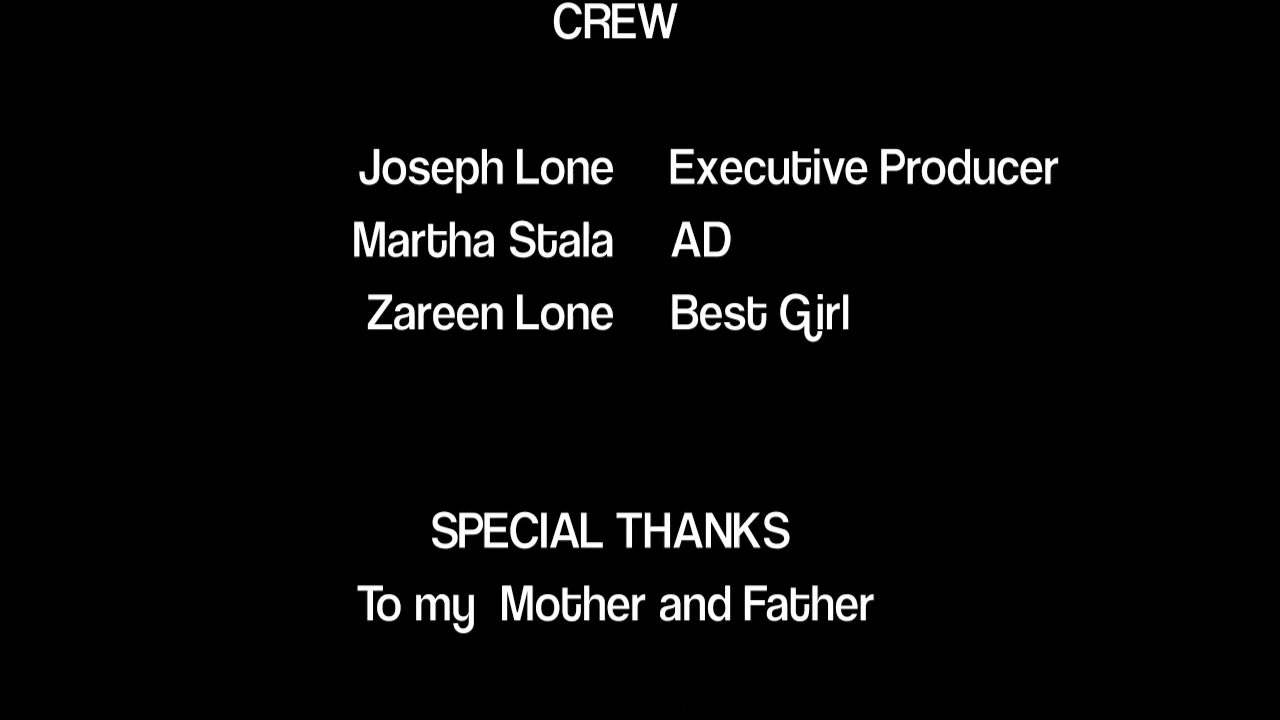 CREW
Joseph Lone Executive Producer
Martha Stala AD
Zareen Lone Best Girl
SPECIAL THANKS
To my Mother and Father